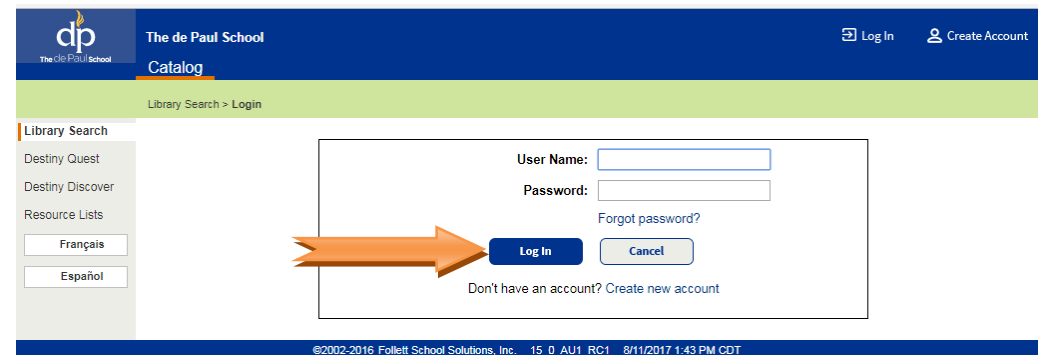 dp
The de Paul School
The de Paul School
Log In
Create Account
Catalog
Library Search > Login
Library Search
Destiny Quest
Destiny Discover
Resource Lists
Français
Español
User Name:
Password:
Forgot password?
Log In
Cancel
Don't have an account? Create new account
©2002-2016 Follett School Solutions, Inc. 15_0_AU1_RC1 8/11/2017 1:43 PM CDT